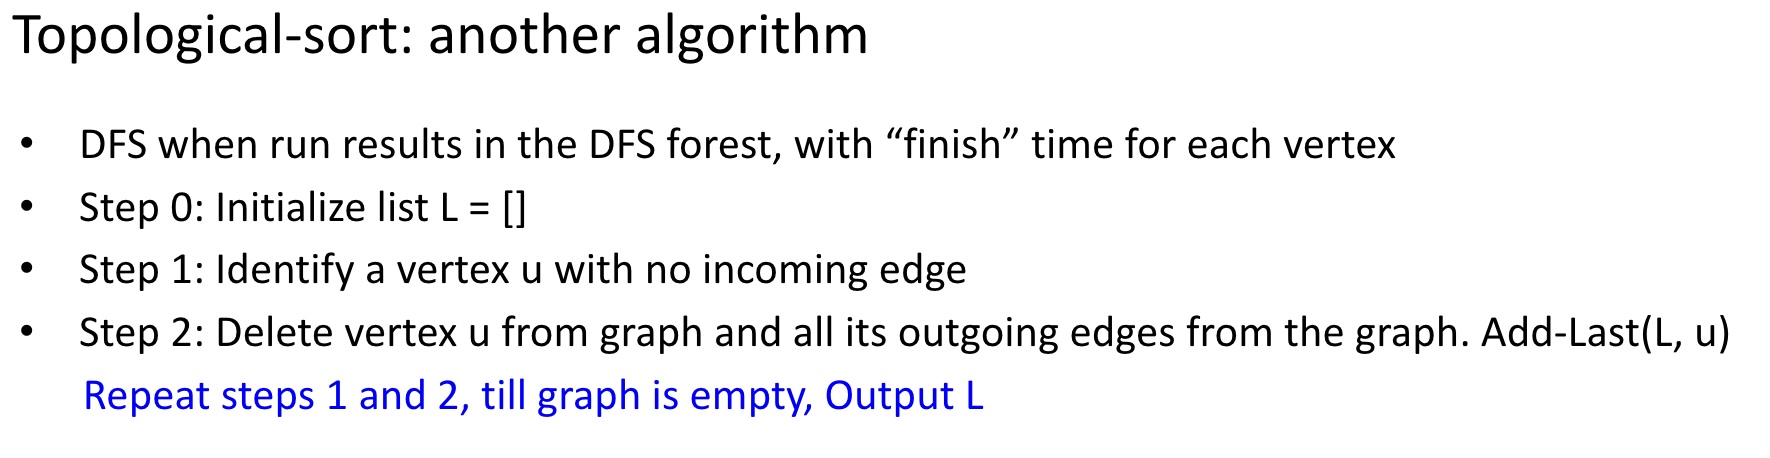 Topological-sort: another algorithm
• DFS when run results in the DFS forest, with “finish” time for each vertex
• Step 0: Initialize list L = []
• Step 1: Identify a vertex u with no incoming edge
• Step 2: Delete vertex u from graph and all its outgoing edges from the graph. Add-Last(L, u)
Repeat steps 1 and 2, till graph is empty, Output L